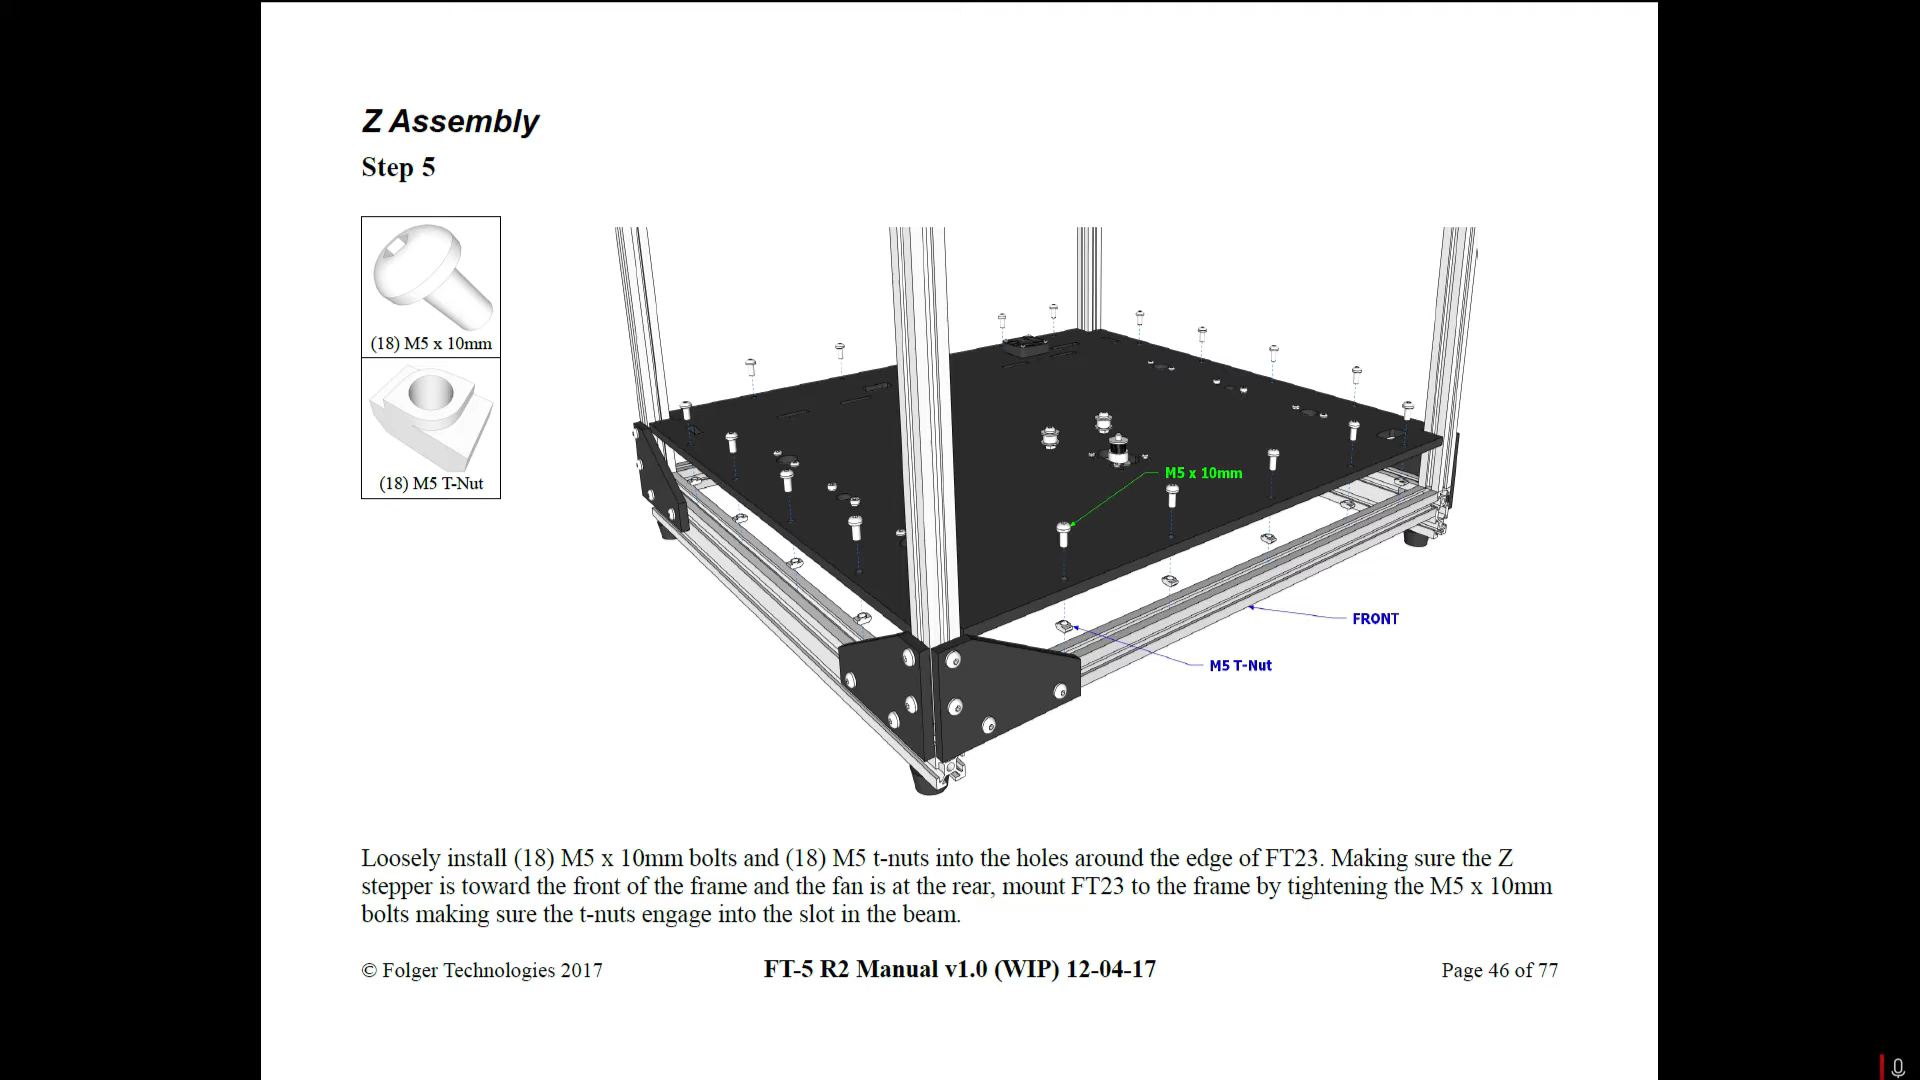 Z Assembly
Step 5
(18) M5 x 10mm
(18) M5 T-Nut
M5 x 10mm
FRONT
M5 T-Nut
Loosely install (18) M5 x 10mm bolts and (18) M5 t-nuts into the holes around the edge of FT23. Making sure the Z
stepper is toward the front of the frame and the fan is at the rear, mount FT23 to the frame by tightening the M5 x 10mm
bolts making sure the t-nuts engage into the slot in the beam.
© Folger Technologies 2017
FT-5 R2 Manual v1.0 (WIP) 12-04-17
Page 46 of 77